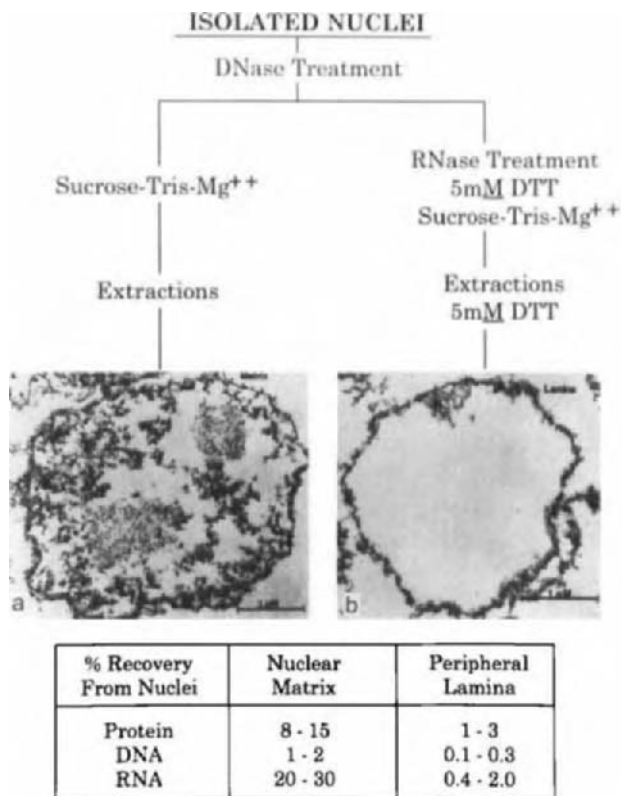 ISOLATED NUCLEI
DNase Treatment
Sucrose-Tris-Mg++
RNase Treatment
5mM DTT
Sucrose-Tris-Mg++
Extractions
Extractions
5mM DTT
Matrix
Lamina
a
b
% Recovery From Nuclei
Nuclear Matrix
Peripheral Lamina
Protein 8 - 15 1 - 3
DNA 1 - 2 0.1 - 0.3
RNA 20 - 30 0.4 - 2.0